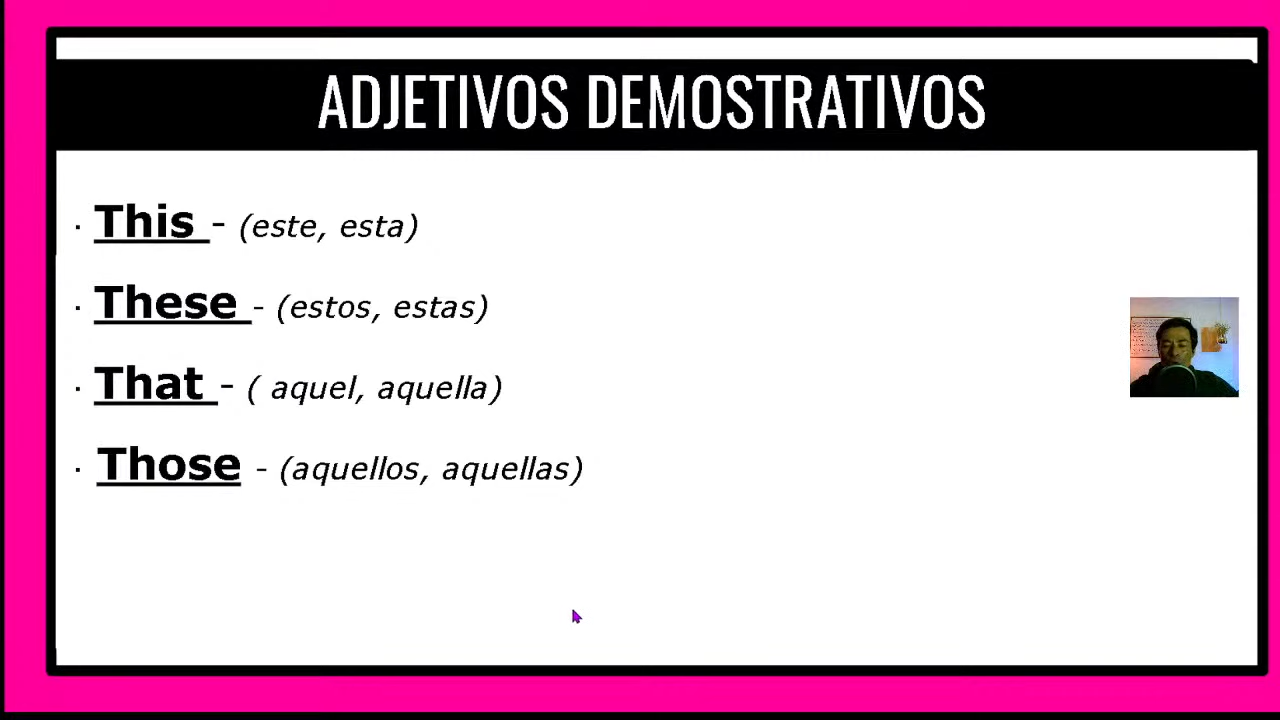 ADJETIVOS DEMOSTRATIVOS
· This - (este, esta)
· These - (estos, estas)
· That - ( aquel, aquella)
· Those - (aquellos, aquellas)